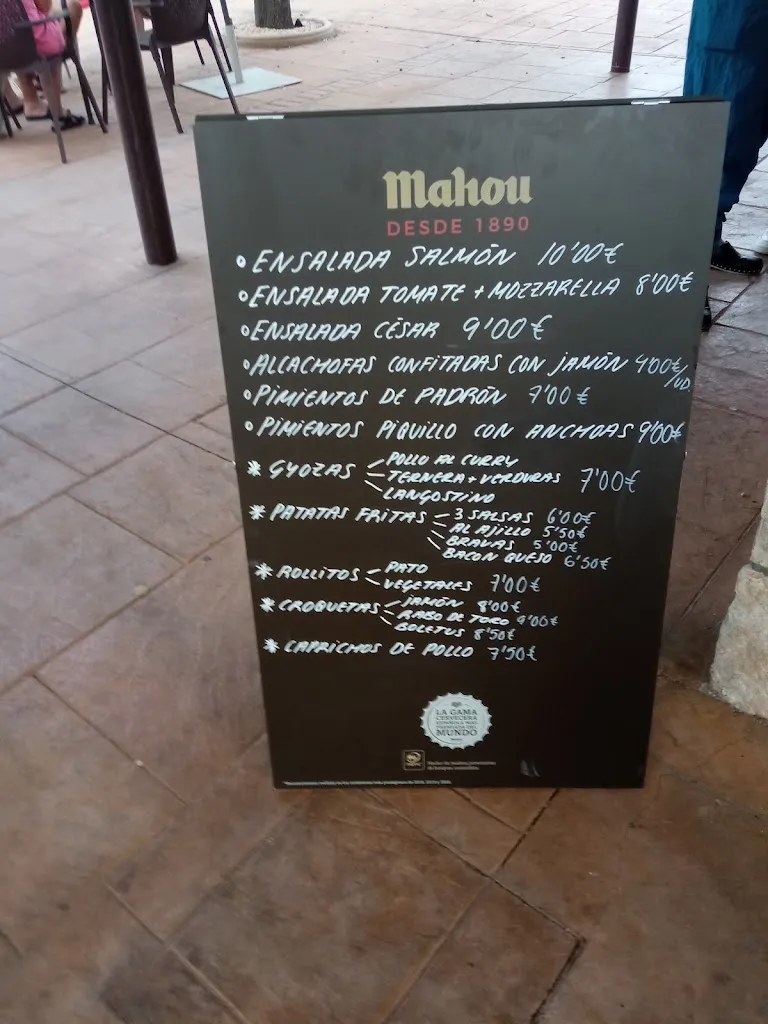 Mahou
DESDE 1890
° ENSALADA SALMÓN 10'00€
° ENSALADA TOMATE + MOZZARELLA 8'00€
° ENSALADA CÉSAR 9'00€
° ALCACHOFAS CONFITADAS CON JAMÓN 4'00€/UD.
° PIMIENTOS DE PADRÓN 7'00€
° PIMIENTOS PIQUILLO CON ANCHOAS 9'00€
* GYOZAS - POLLO AL CURRY
- TERNERA + VERDURAS 7'00€
- LANGOSTINO
* PATATAS FRITAS - 3 SALSAS 6'00€
- AL AJILLO 5'50€
- BRAVAS 5'00€
- BACON QUESO 6'50€
* ROLLITOS - PATO
- VEGETALES 7'00€
* CROQUETAS - JAMÓN 8'00€
- RABO DE TORO 9'00€
- BOLETUS 8'50€
* CAPRICHOS DE POLLO 7'50€
LA GAMA
CERVECERA
ESPAÑOLA MÁS
PREMIADA DEL
MUNDO